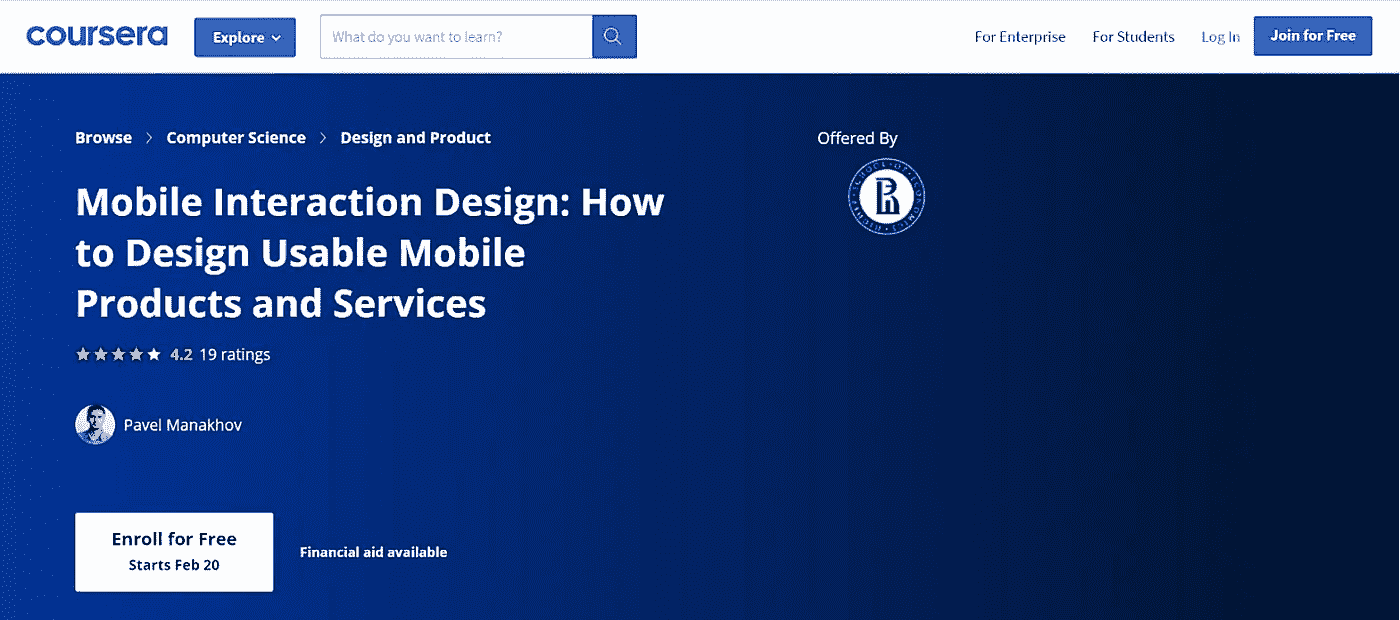 coursera
Explore
What do you want to learn?
For Enterprise
For Students
Log In
Join for Free
Browse > Computer Science > Design and Product
Offered By
Mobile Interaction Design: How
to Design Usable Mobile
Products and Services
4.2 19 ratings
Pavel Manakhov
Enroll for Free
Starts Feb 20
Financial aid available